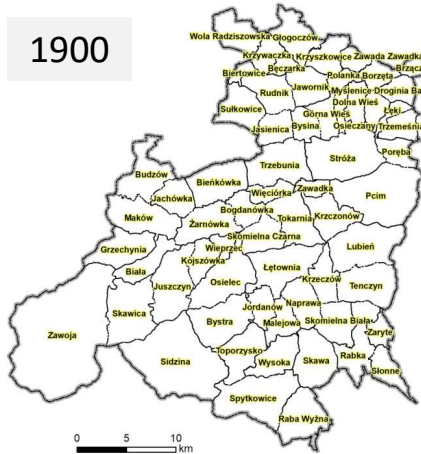 1900
Wola Radziszowska Głogoczów
Krzywaczka Krzyszkowice Zawada Zawadka
Bęczarka
Biertowice Polanka Borzęta
Rudnik Jawornik Myślenice Droginia
Dolna Wieś
Sułkowice Górna Wieś Łęki
Jasienica Bysina Osieczany
Stróża Poręba
Trzebunia
Budzów Bieńkówka
Więciórka Zawadka Pcim
Jachówka
Maków Bogdanówka
Tokarnia Krzczonów
Żarnówka
Skomielna Czarna
Grzechynia Wieprzec Lubień
Kojszówka
Biała Łętownia
Juszczyn Osielec Krzeczów Tenczyn
Skawica
Jordanów Naprawa
Bystra Malejowa Skomielna Biała
Zawoja Zaryte
Toporzysko Rabka
Sidzina Wysoka Skawa
Słonne
Spytkowice
Raba Wyżna
0 5 10
km